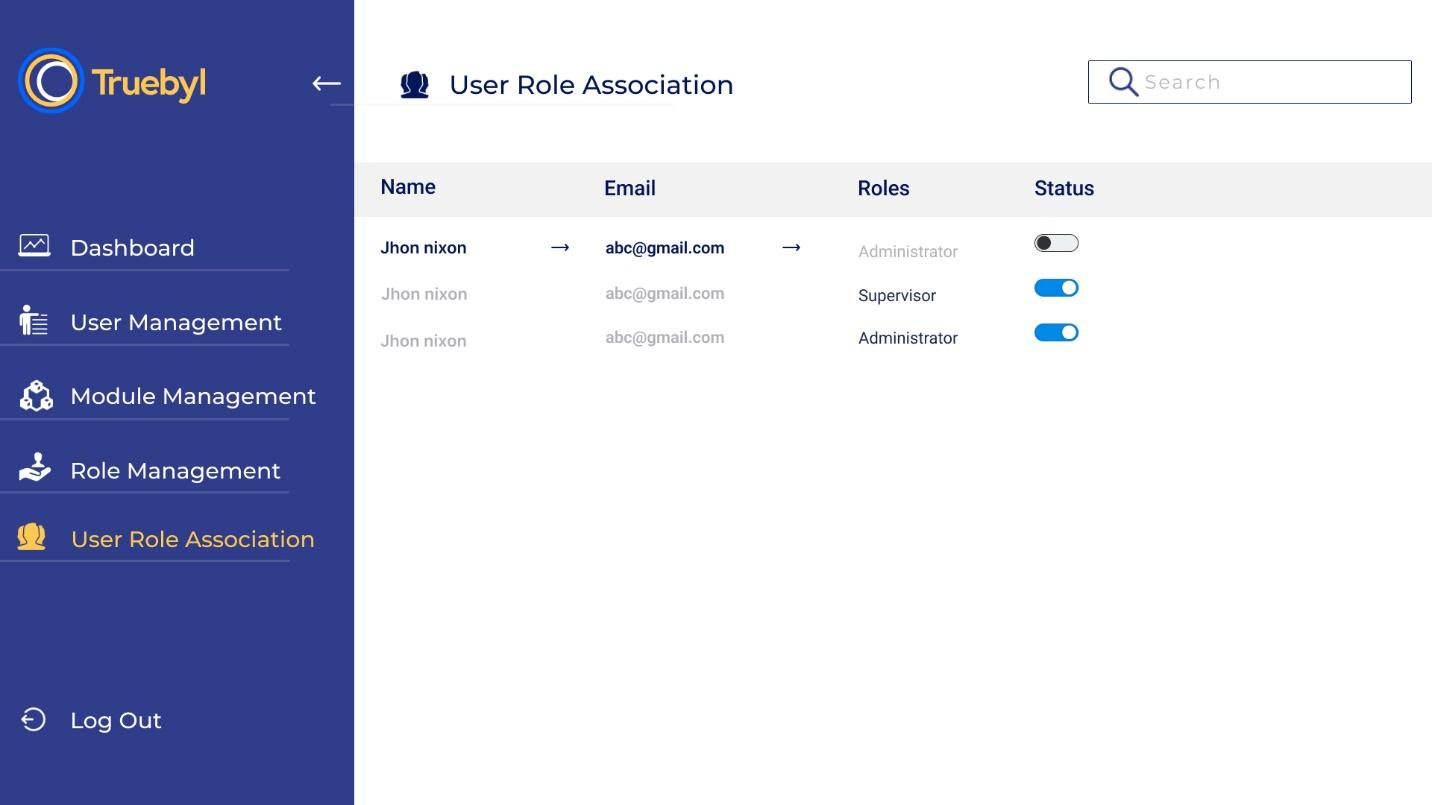 Truebyl
User Role Association
Search
Name Email Roles Status
Jhon nixon abc@gmail.com Administrator
Jhon nixon abc@gmail.com Supervisor
Jhon nixon abc@gmail.com Administrator
Dashboard
User Management
Module Management
Role Management
User Role Association
Log Out